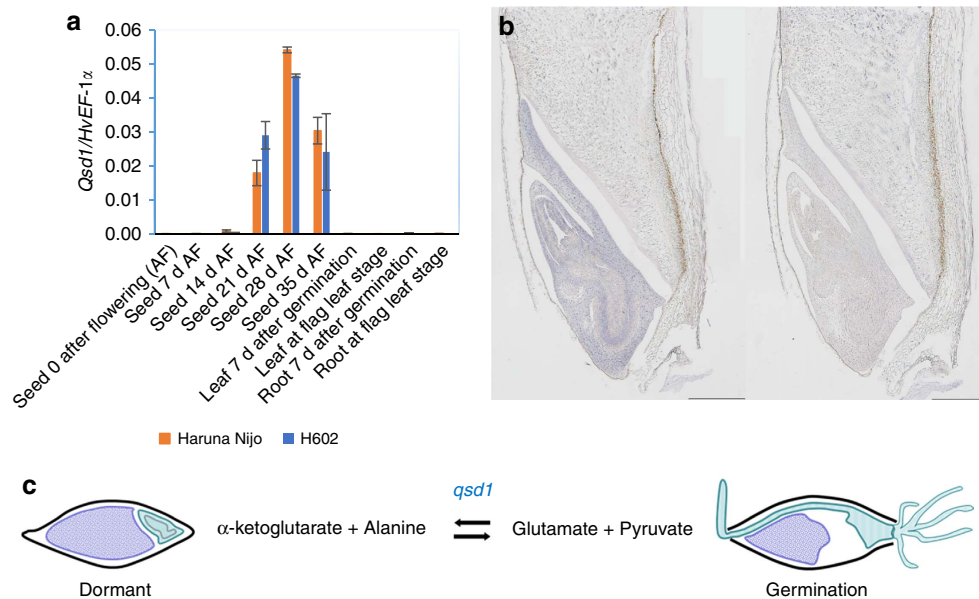 a
Qsd1/HvEF-1α
0.06
0.05
0.04
0.03
0.02
0.01
0.00
Seed 0 after flowering (AF)
Seed 7 d AF
Seed 14 d AF
Seed 21 d AF
Seed 28 d AF
Seed 35 d AF
Leaf 7 d after germination
Leaf at flag leaf stage
Root 7 d after germination
Root at flag leaf stage
Haruna Nijo
H602
b
c
Dormant
α-ketoglutarate + Alanine
qsd1
Glutamate + Pyruvate
Germination